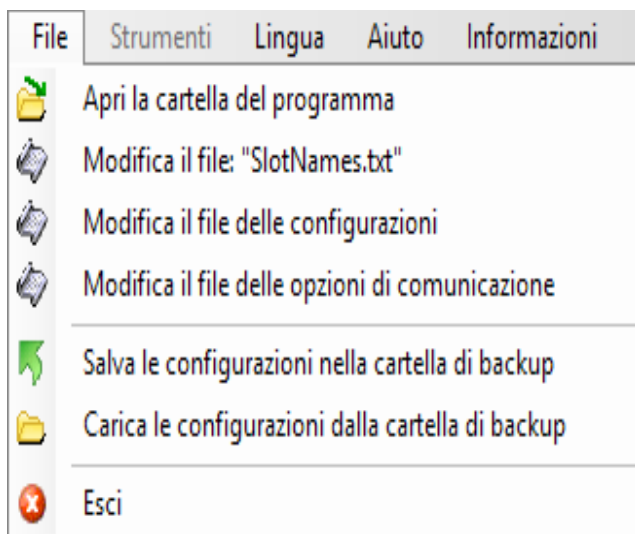 File Strumenti Lingua Aiuto Informazioni
Apri la cartella del programma
Modifica il file: "SlotNames.txt"
Modifica il file delle configurazioni
Modifica il file delle opzioni di comunicazione
Salva le configurazioni nella cartella di backup
Carica le configurazioni dalla cartella di backup
Esci